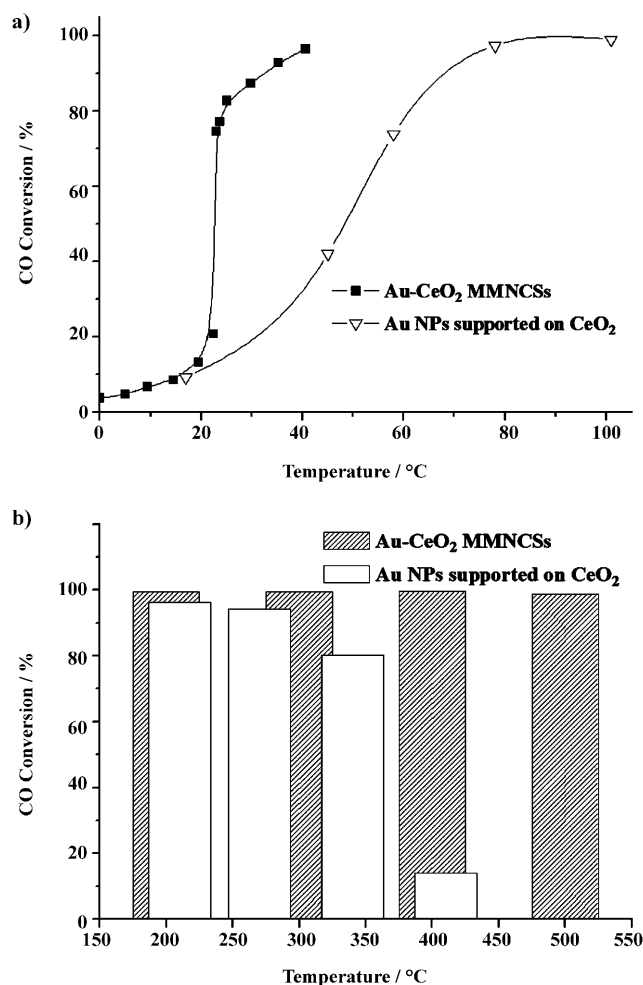 a)
100
80
60
40
20
0
CO Conversion / %
Au-CeO₂ MMNCSs
Au NPs supported on CeO₂
0 20 40 60 80 100
Temperature / °C
b)
Au-CeO₂ MMNCSs
Au NPs supported on CeO₂
100
80
60
40
20
0
CO Conversion / %
150 200 250 300 350 400 450 500 550
Temperature / °C